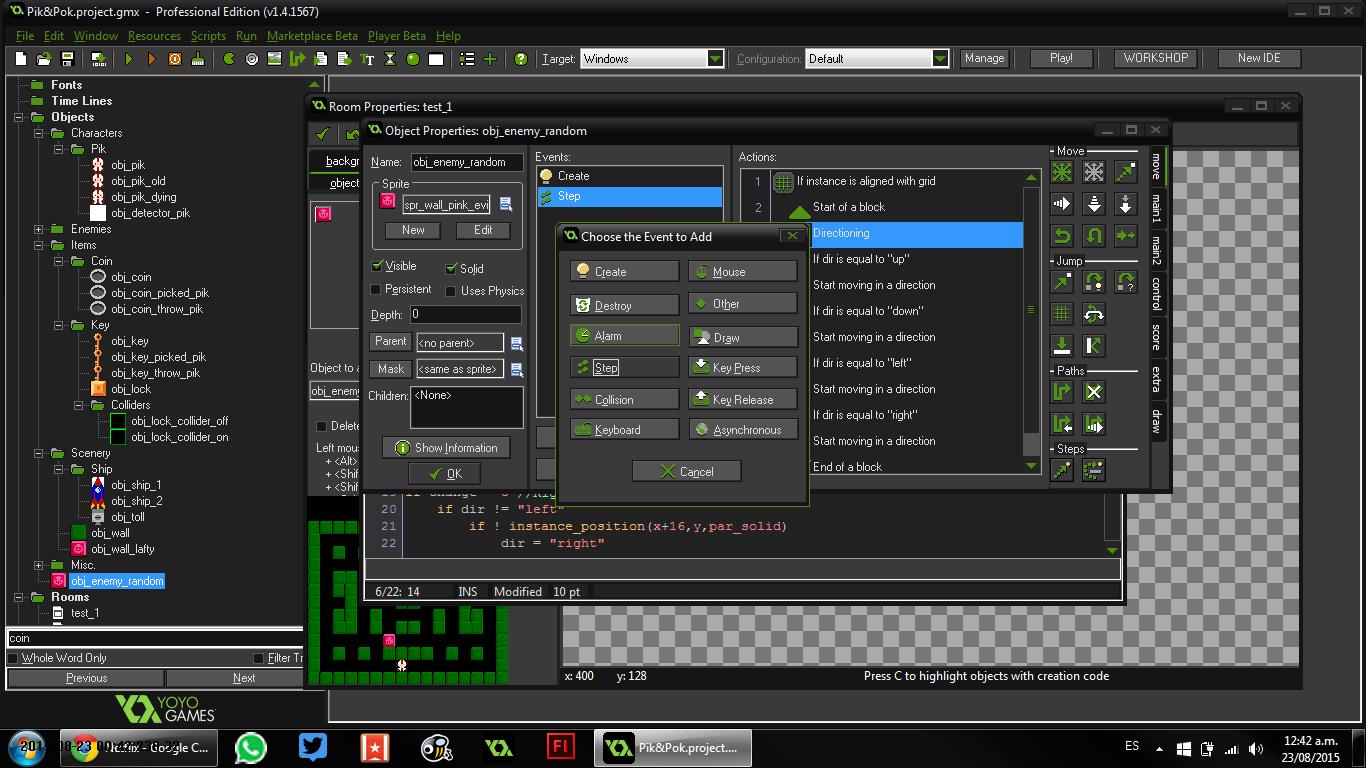 Pik&Pok.project.gmx - Professional Edition (v1.4.1567)
File Edit Window Resources Scripts Run Marketplace Beta Player Beta Help
Target: Windows Configuration: Default Manage Play! WORKSHOP New IDE
Fonts
Time Lines
Objects
Characters
Pik
obj_pik
obj_pik_old
obj_pik_dying
obj_detector_pik
Enemies
Items
Coin
obj_coin
obj_coin_picked_pik
obj_coin_throw_pik
Key
obj_key
obj_key_picked_pik
obj_key_throw_pik
obj_lock
Colliders
obj_lock_collider_off
obj_lock_collider_on
Scenery
Ship
obj_ship_1
obj_ship_2
obj_toll
obj_wall
obj_wall_lafty
Misc.
obj_enemy_random
Rooms
test_1
coin
Whole Word Only Filter Tr
Previous Next
YOYO
GAMES
Room Properties: test_1
backgr
object
Object to a
obj_enem
Delete
Left mous
+ <Alt>
+ <Shif
+ <Shif
Object Properties: obj_enemy_random
Name: obj_enemy_random
Sprite
spr_wall_pink_evi
New Edit
Visible Solid
Persistent Uses Physics
Depth: 0
Parent <no parent>
Mask <same as sprite>
Children: <None>
Show Information
OK
Events:
Create
Step
Choose the Event to Add
Create Mouse
Destroy Other
Alarm Draw
Step Key Press
Collision Key Release
Keyboard Asynchronous
Cancel
Actions:
1 If instance is aligned with grid
2 Start of a block
Directioning
If dir is equal to "up"
Start moving in a direction
If dir is equal to "down"
Start moving in a direction
If dir is equal to "left"
Start moving in a direction
If dir is equal to "right"
Start moving in a direction
End of a block
Move
Jump
Paths
Steps
move
main1
main2
control
score
extra
draw
20 if dir != "left"
21 if ! instance_position(x+16,y,par_solid)
22 dir = "right"
6/22: 14 INS Modified 10 pt
x: 400 y: 128 Press C to highlight objects with creation code
- Google C...
Pik&Pok.project....
ES
12:42 a.m.
23/08/2015